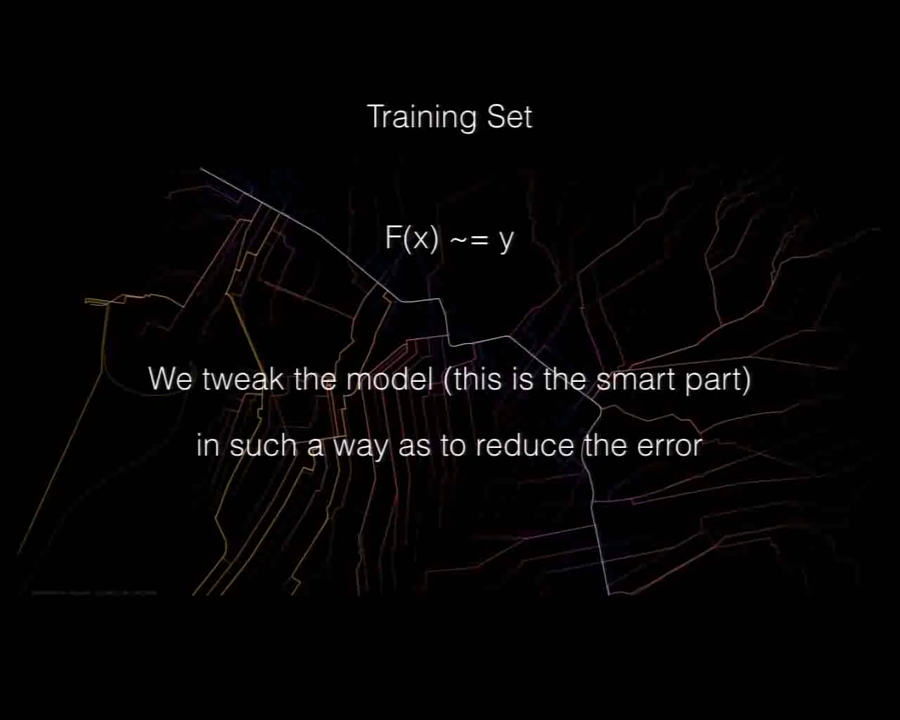 Training Set
F(x) ~= y
We tweak the model (this is the smart part)
in such a way as to reduce the error